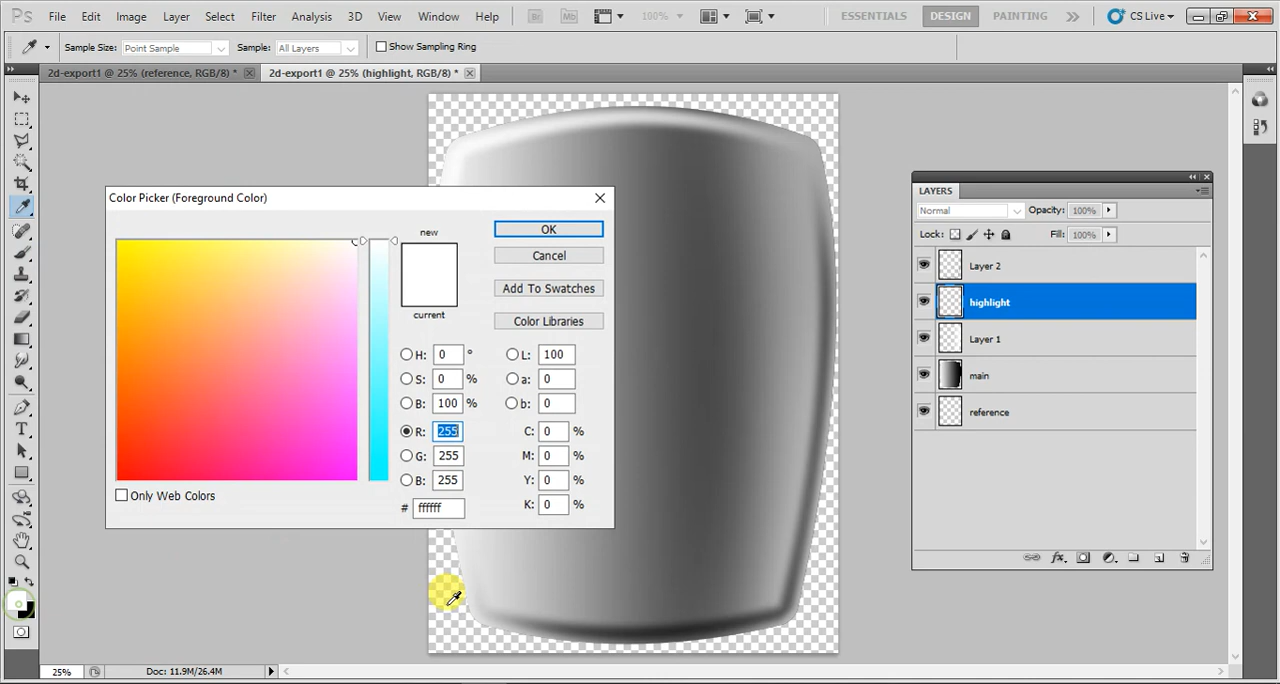 Ps File Edit Image Layer Select Filter Analysis 3D View Window Help Br Mb 100% ESSENTIALS DESIGN PAINTING CS Live
Sample Size: Point Sample Sample: All Layers Show Sampling Ring
2d-export1 @ 25% (reference, RGB/8) * 2d-export1 @ 25% (highlight, RGB/8) *
Color Picker (Foreground Color)
new
current
OK
Cancel
Add To Swatches
Color Libraries
H: 0 ° L: 100
S: 0 % a: 0
B: 100 % b: 0
R: 255 C: 0 %
G: 255 M: 0 %
B: 255 Y: 0 %
# ffffff K: 0 %
Only Web Colors
LAYERS
Normal Opacity: 100%
Lock: Fill: 100%
Layer 2
highlight
Layer 1
main
reference
fx
T
25% Doc: 11.9M/26.4M